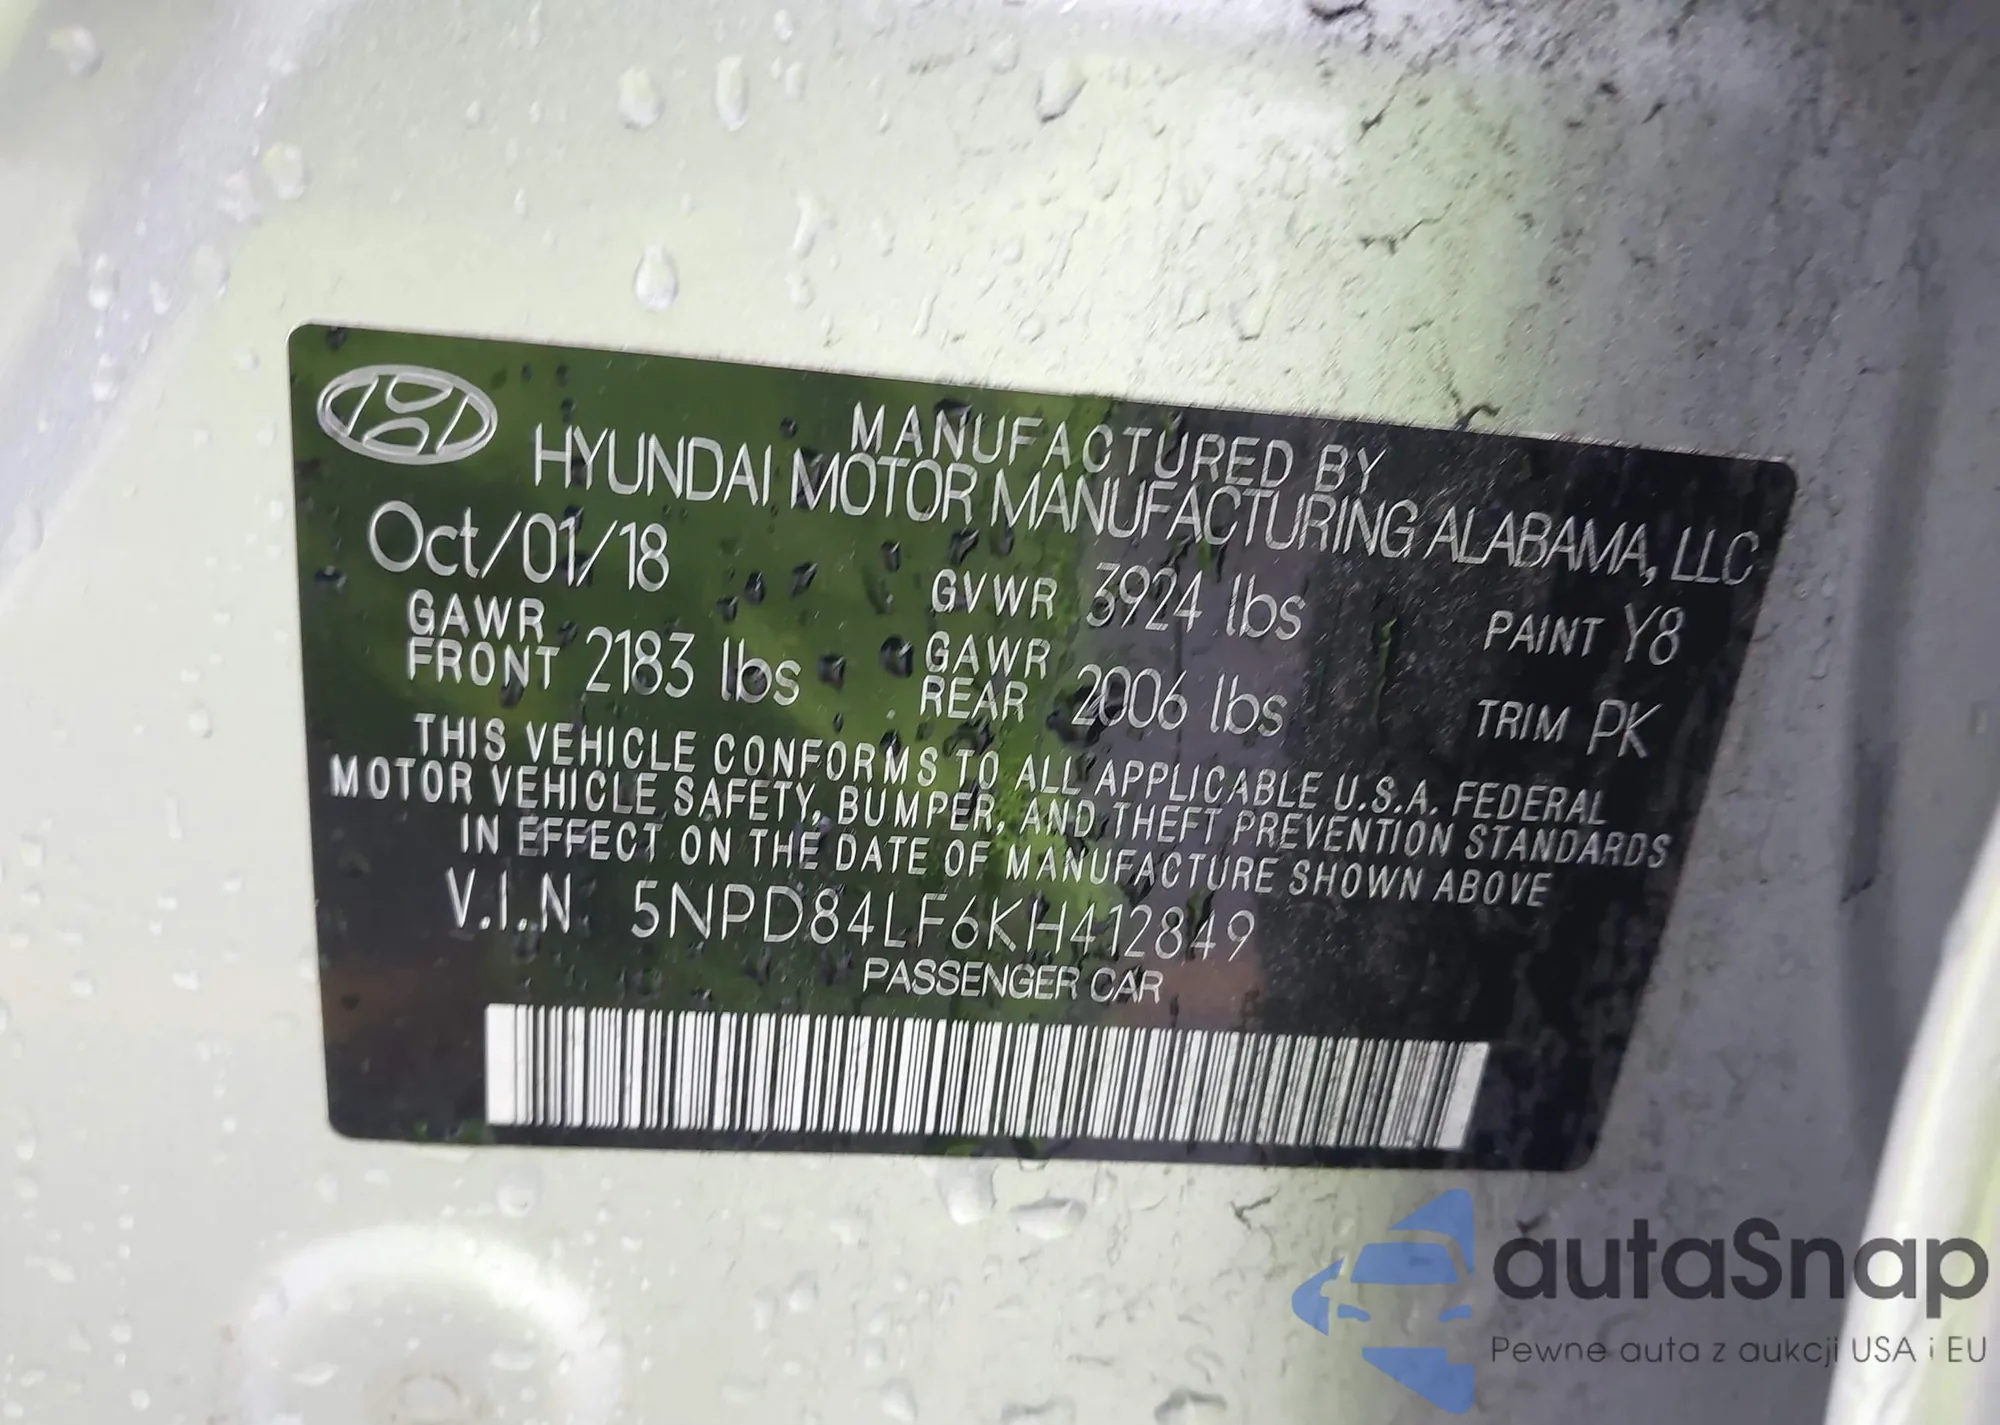 MANUFACTURED BY
HYUNDAI MOTOR MANUFACTURING ALABAMA, LLC
Oct/01/18 GVWR 3924 lbs PAINT Y8
GAWR FRONT 2183 lbs GAWR REAR 2006 lbs TRIM PK
THIS VEHICLE CONFORMS TO ALL APPLICABLE U.S.A. FEDERAL
MOTOR VEHICLE SAFETY, BUMPER, AND THEFT PREVENTION STANDARDS
IN EFFECT ON THE DATE OF MANUFACTURE SHOWN ABOVE
V.I.N 5NPD84LF6KH412849
PASSENGER CAR
autaSnap
Pewne auta z aukcji USA i EU